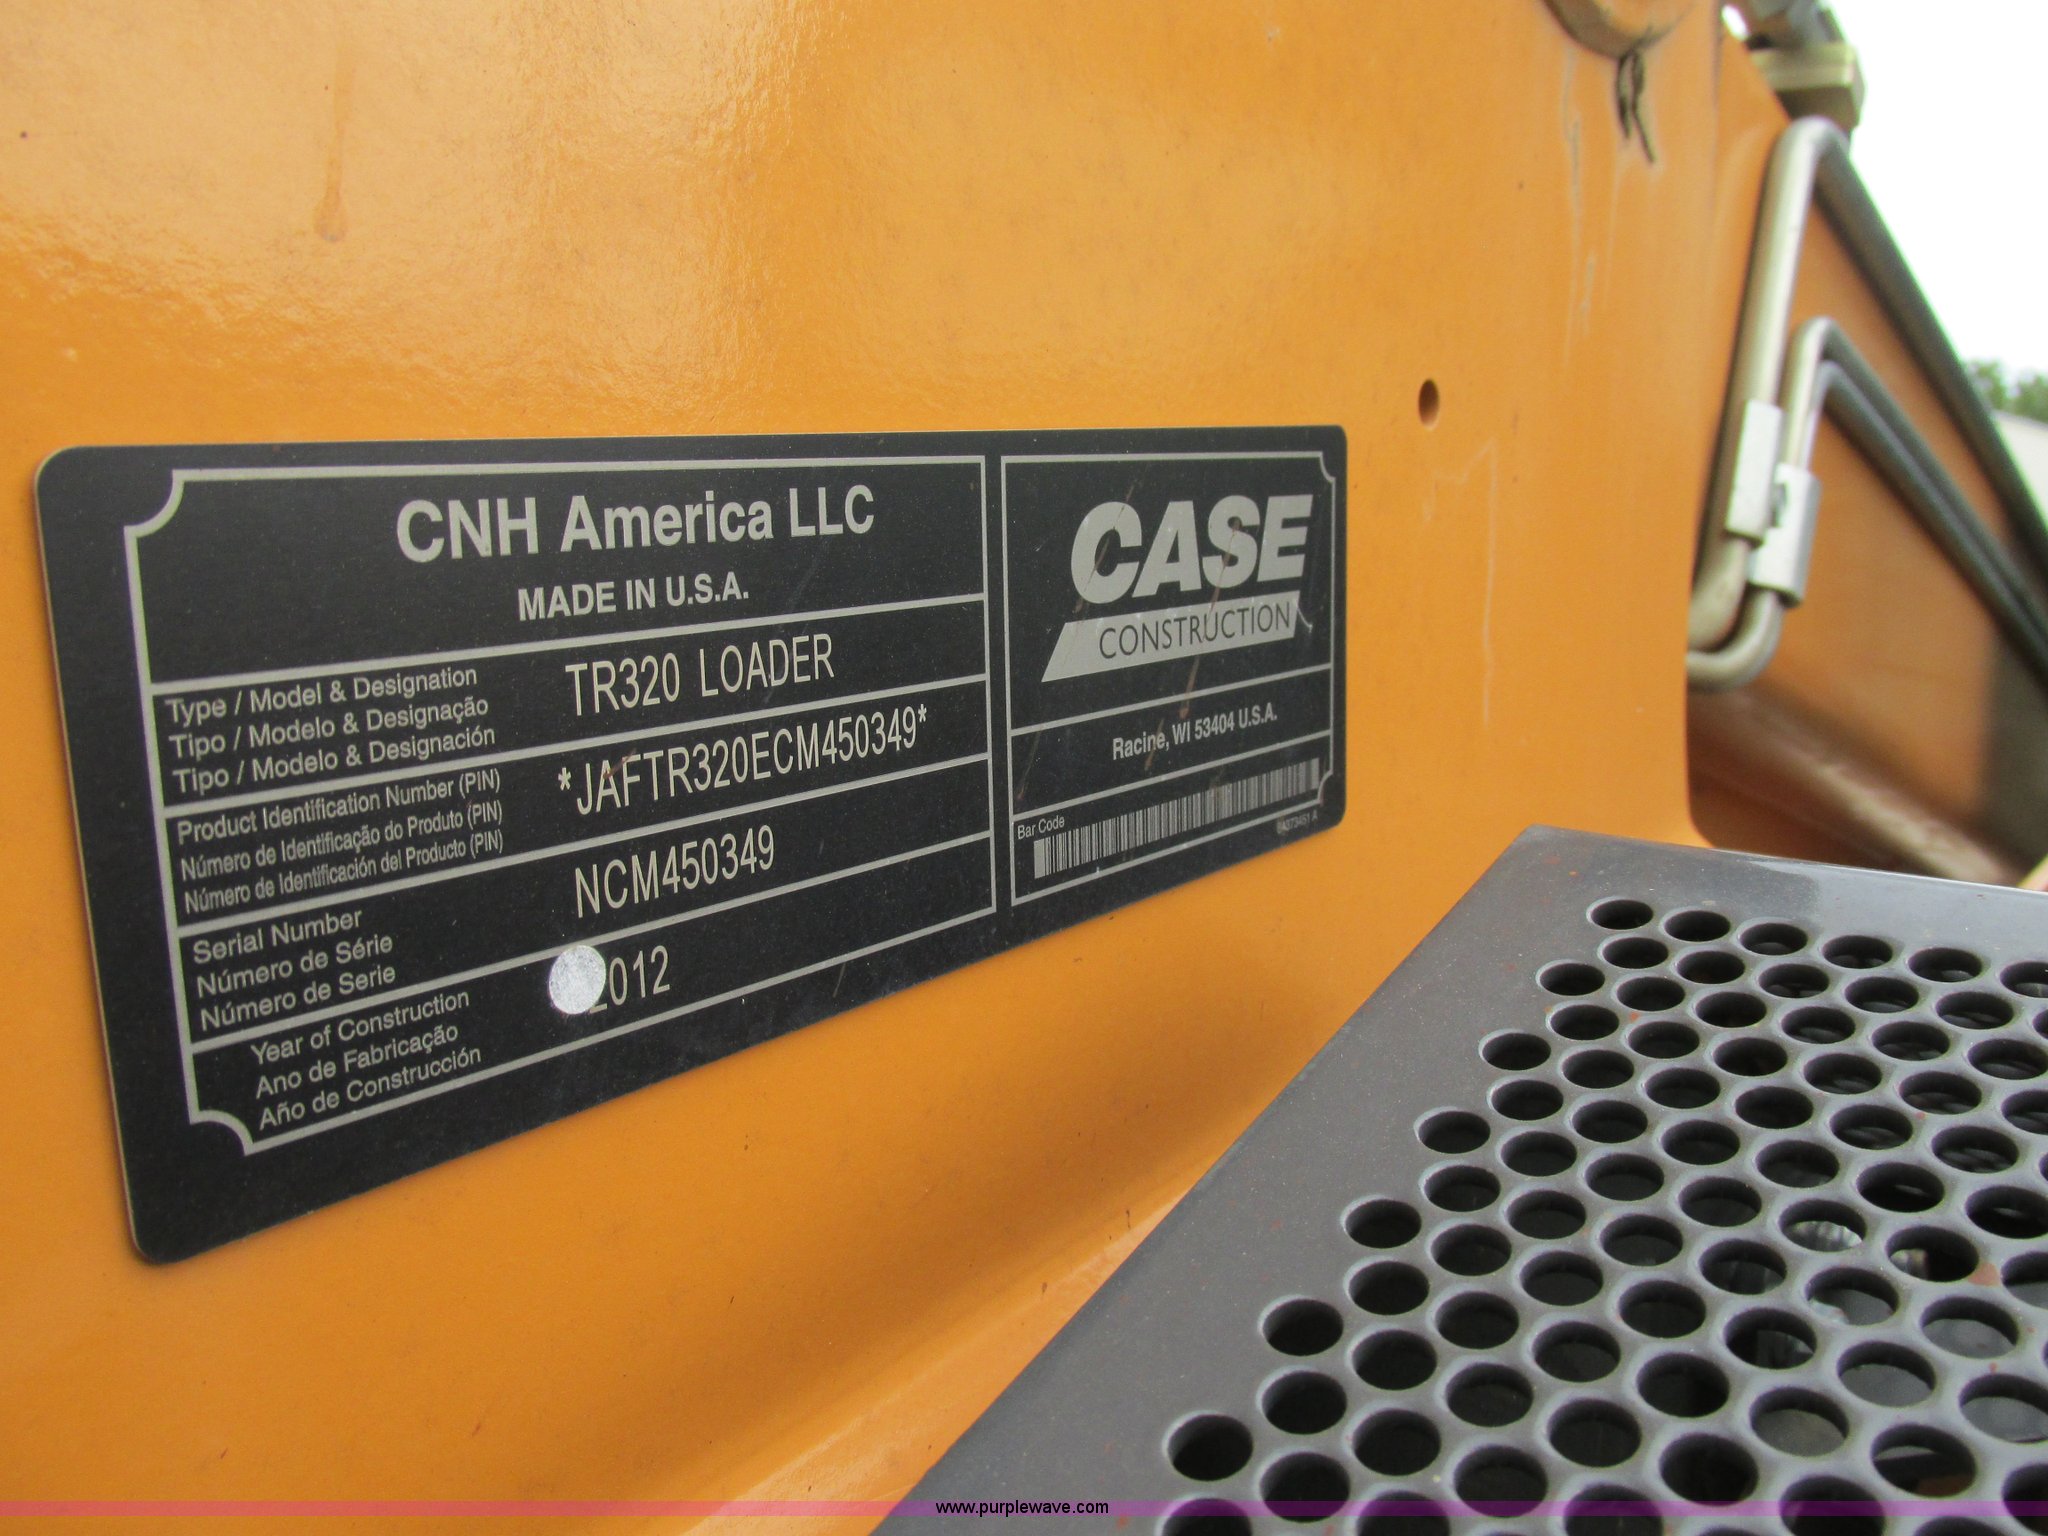 CNH America LLC
MADE IN U.S.A.
Type / Model & Designation
Tipo / Modelo & Designação
Tipo / Modelo & Designación
TR320 LOADER
Product Identification Number (PIN)
Número de Identificação do Produto (PIN)
Número de Identificación del Producto (PIN)
*JAFTR320ECM450349*
Serial Number
Número de Série
Número de Serie
NCM450349
Year of Construction
Ano de Fabricação
Año de Construcción
2012
CASE
CONSTRUCTION
Racine, WI 53404 U.S.A.
Bar Code
www.purplewave.com